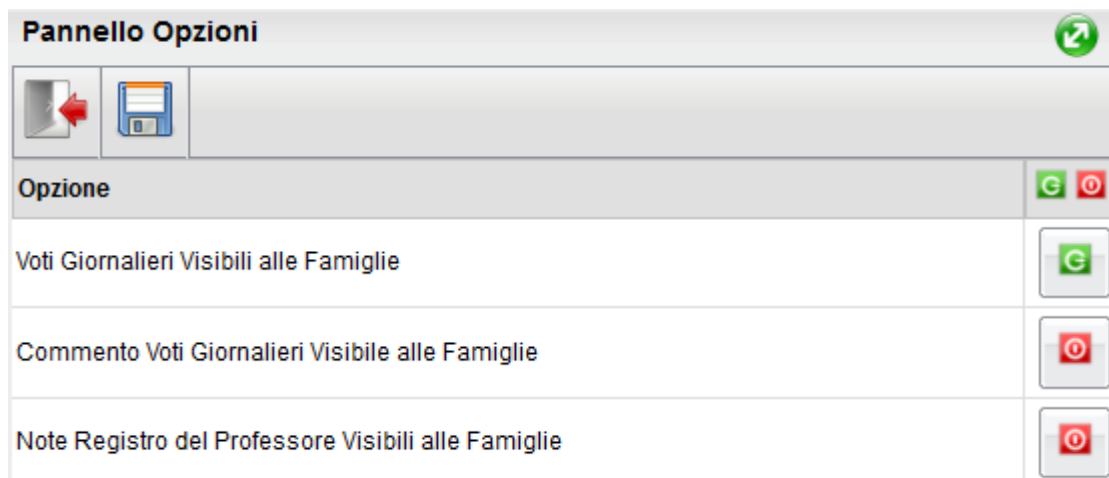 Pannello Opzioni
Opzione
Voti Giornalieri Visibili alle Famiglie
Commento Voti Giornalieri Visibile alle Famiglie
Note Registro del Professore Visibili alle Famiglie